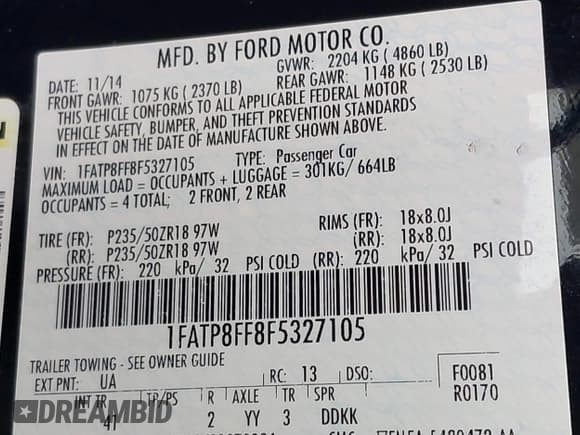 MFD. BY FORD MOTOR CO.
DATE: 11/14 GVWR: 2204 KG ( 4860 LB)
FRONT GAWR: 1075 KG ( 2370 LB) REAR GAWR: 1148 KG ( 2530 LB)
THIS VEHICLE CONFORMS TO ALL APPLICABLE FEDERAL MOTOR
VEHICLE SAFETY, BUMPER, AND THEFT PREVENTION STANDARDS
IN EFFECT ON THE DATE OF MANUFACTURE SHOWN ABOVE.
VIN: 1FATP8FF8F5327105 TYPE: Passenger Car
MAXIMUM LOAD = OCCUPANTS + LUGGAGE = 301KG/ 664LB
OCCUPANTS = 4 TOTAL; 2 FRONT, 2 REAR
TIRE (FR): P235/50ZR18 97W RIMS (FR): 18x8.0J
(RR): P235/50ZR18 97W (RR): 18x8.0J
PRESSURE (FR): 220 kPa/ 32 PSI COLD (RR): 220 kPa/ 32 PSI COLD
1FATP8FF8F5327105
TRAILER TOWING - SEE OWNER GUIDE
EXT PNT: UA RC: 13 DSO: F0081
R0170
INT TR TP/PS R AXLE TR SPR
41 2 YY 3 DDKK
DREAMBID